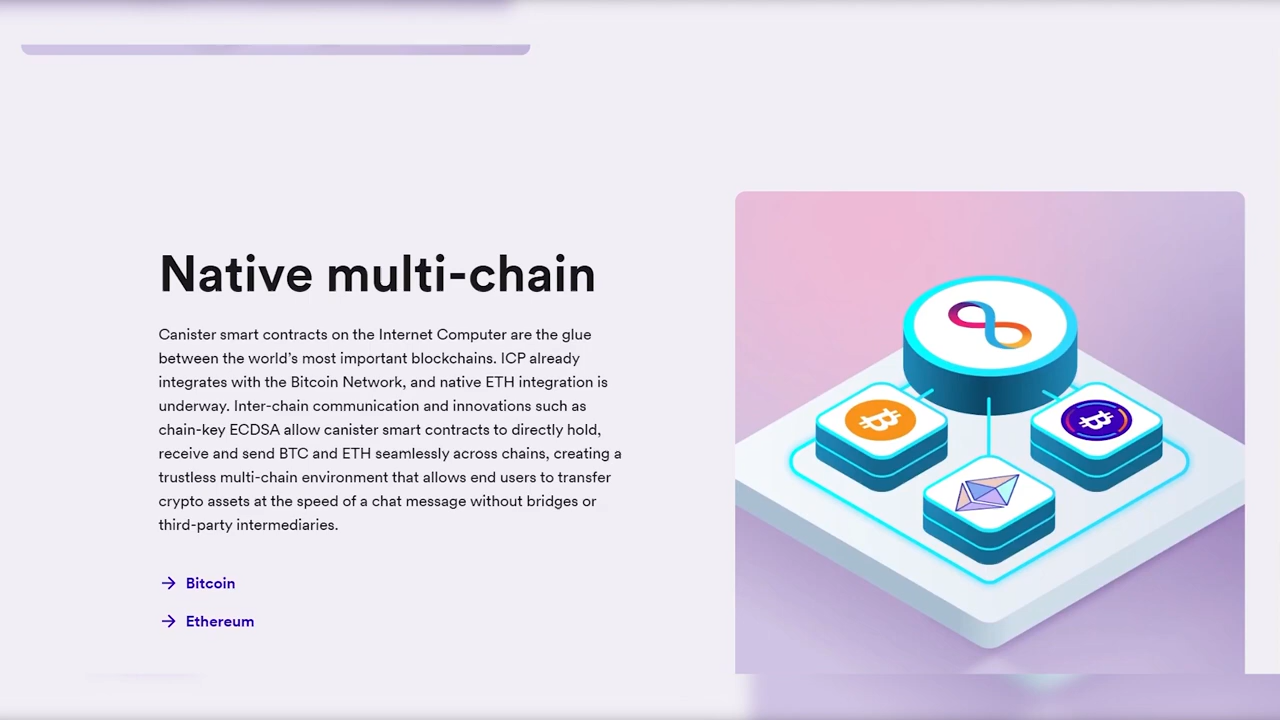 Native multi-chain
Canister smart contracts on the Internet Computer are the glue
between the world's most important blockchains. ICP already
integrates with the Bitcoin Network, and native ETH integration is
underway. Inter-chain communication and innovations such as
chain-key ECDSA allow canister smart contracts to directly hold,
receive and send BTC and ETH seamlessly across chains, creating a
trustless multi-chain environment that allows end users to transfer
crypto assets at the speed of a chat message without bridges or
third-party intermediaries.
→ Bitcoin
→ Ethereum